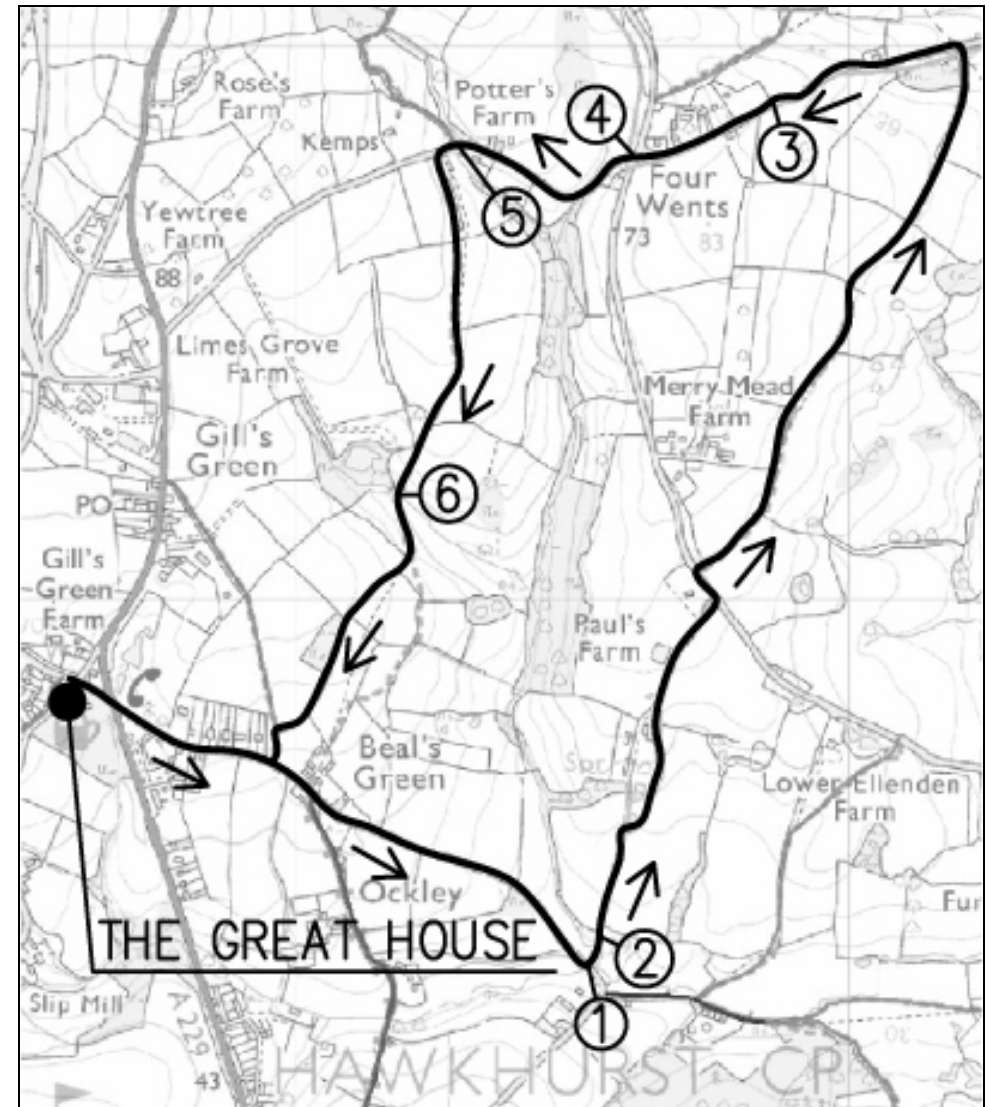 Rose's
Farm
Potter's
Farm
Kemps
4
3
5
Four
Wents
73
83
Yewtree
Farm
88
Limes Grove
Farm
Merry Mead
Farm
Gill's
Green
PO
6
Gill's
Green
Farm
Paul's
Farm
Beal's
Green
Lower Ellenden
Farm
Ockley
Fur
THE GREAT HOUSE
2
Slip Mill
A 229
1
43
HAWKHURST CP